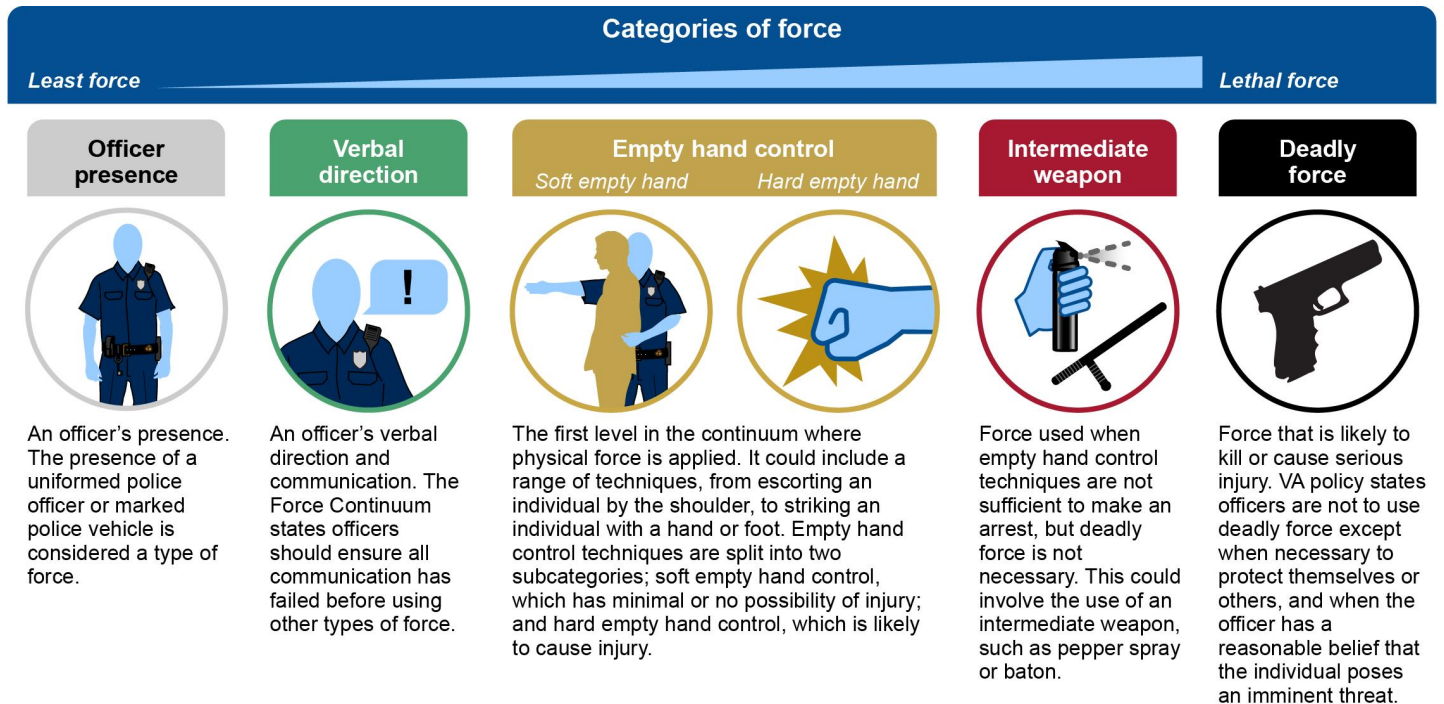 Categories of force
Least force
Lethal force
Officer
presence
Verbal
direction
Empty hand control
Soft empty hand
Hard empty hand
Intermediate
weapon
Deadly
force
!
An officer’s presence.
The presence of a
uniformed police
officer or marked
police vehicle is
considered a type of
force.
An officer’s verbal
direction and
communication. The
Force Continuum
states officers
should ensure all
communication has
failed before using
other types of force.
The first level in the continuum where
physical force is applied. It could include a
range of techniques, from escorting an
individual by the shoulder, to striking an
individual with a hand or foot. Empty hand
control techniques are split into two
subcategories; soft empty hand control,
which has minimal or no possibility of injury;
and hard empty hand control, which is likely
to cause injury.
Force used when
empty hand control
techniques are not
sufficient to make an
arrest, but deadly
force is not
necessary. This could
involve the use of an
intermediate weapon,
such as pepper spray
or baton.
Force that is likely to
kill or cause serious
injury. VA policy states
officers are not to use
deadly force except
when necessary to
protect themselves or
others, and when the
officer has a
reasonable belief that
the individual poses
an imminent threat.